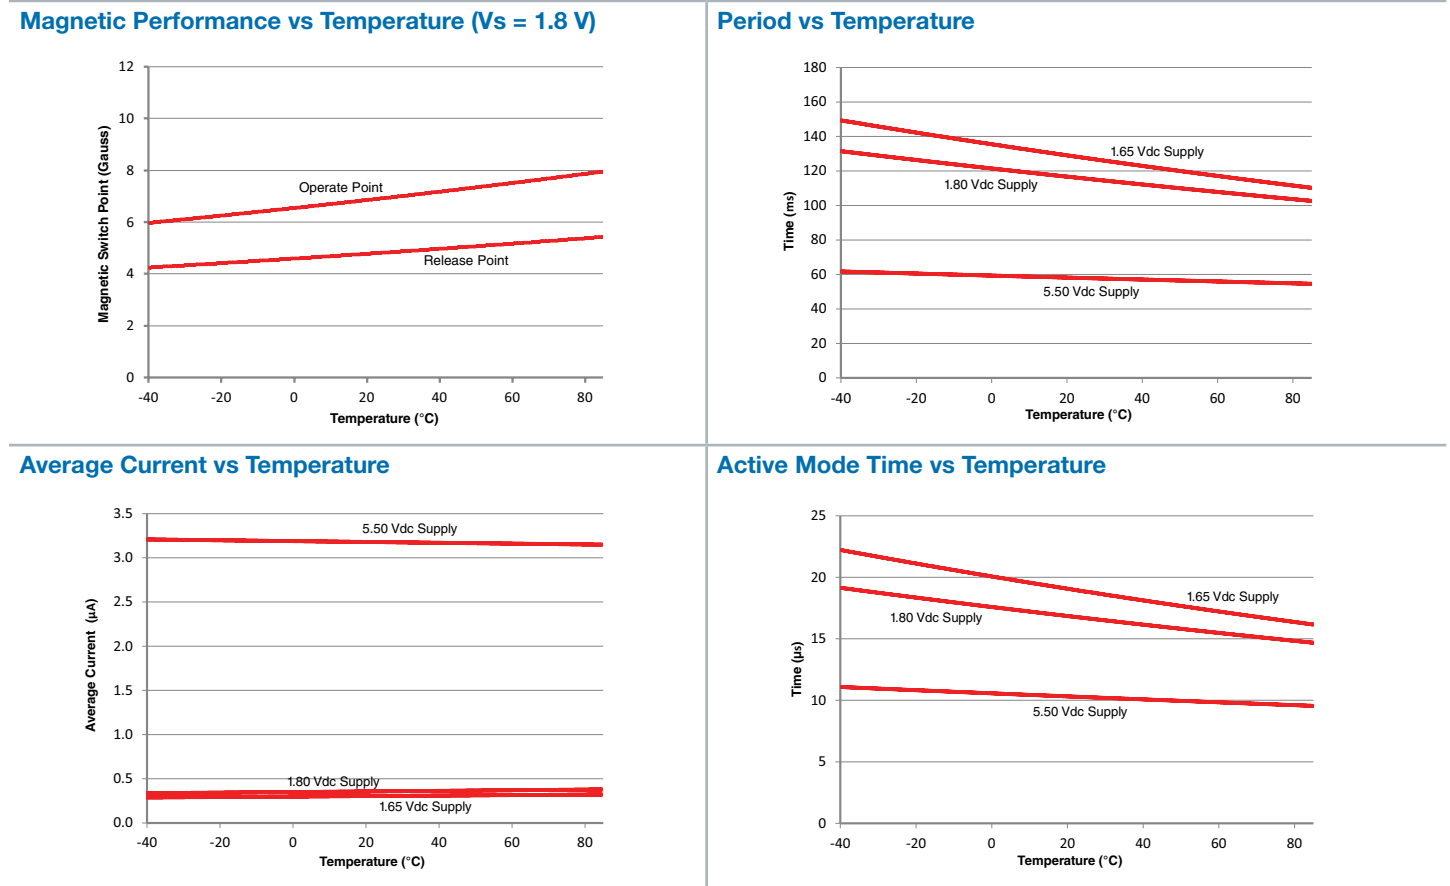 Magnetic Performance vs Temperature (Vs = 1.8 V)
12
10
8
6
4
2
0
-40
-20
0
20
40
60
80
Magnetic Switch Point (Gauss)
Operate Point
Release Point
Temperature (°C)
Period vs Temperature
180
160
140
120
100
80
60
40
20
0
-40
-20
0
20
40
60
80
Time (ms)
1.65 Vdc Supply
1.80 Vdc Supply
5.50 Vdc Supply
Temperature (°C)
Average Current vs Temperature
3.5
3.0
2.5
2.0
1.5
1.0
0.5
0.0
-40
-20
0
20
40
60
80
Average Current (µA)
5.50 Vdc Supply
1.80 Vdc Supply
1.65 Vdc Supply
Temperature (°C)
Active Mode Time vs Temperature
25
20
15
10
5
0
-40
-20
0
20
40
60
80
Time (µs)
1.65 Vdc Supply
1.80 Vdc Supply
5.50 Vdc Supply
Temperature (°C)